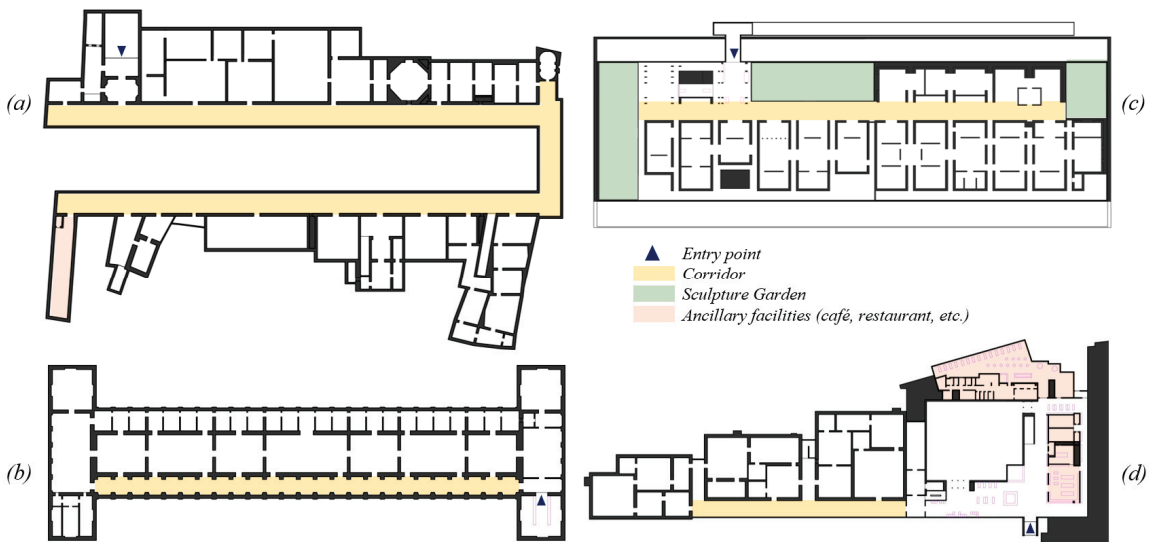 (a)
(c)
Entry point
Corridor
Sculpture Garden
Ancillary facilities (café, restaurant, etc.)
(b)
(d)